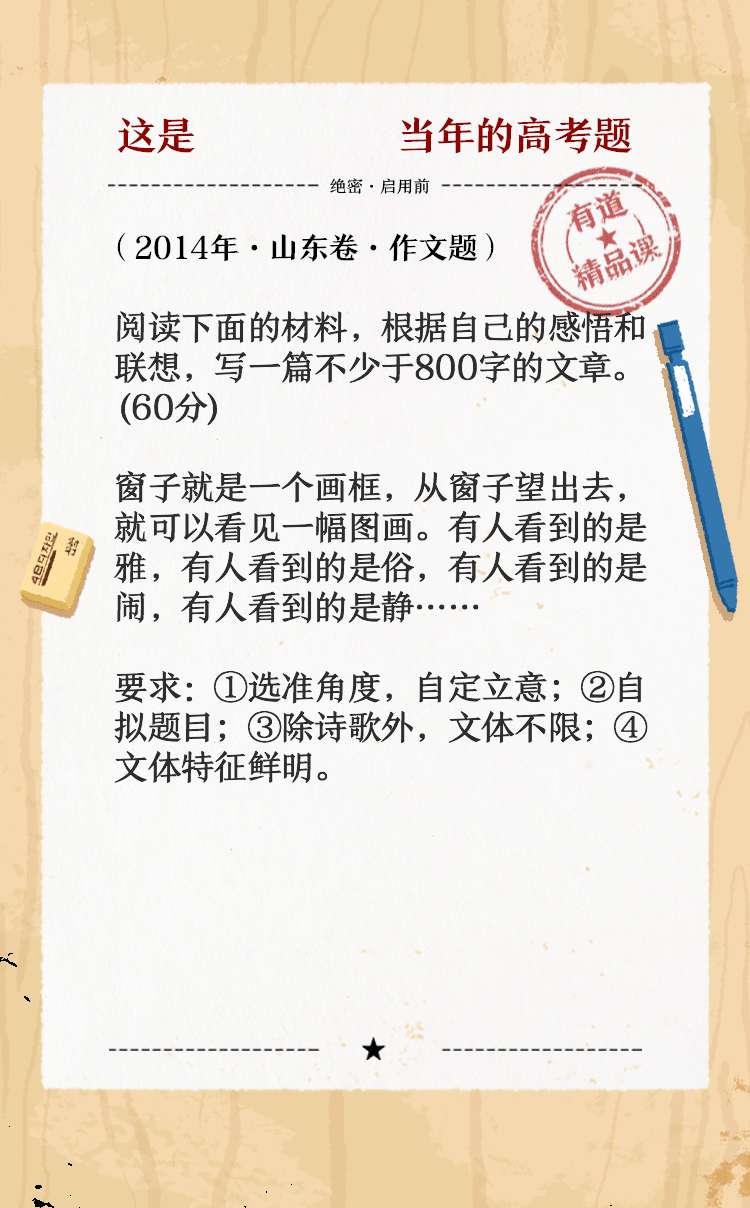 这是 当年的高考题
绝密·启用前
有道
精品课
（2014年·山东卷·作文题）
阅读下面的材料，根据自己的感悟和
联想，写一篇不少于800字的文章。
(60分)
窗子就是一个画框，从窗子望出去，
就可以看见一幅图画。有人看到的是
雅，有人看到的是俗，有人看到的是
闹，有人看到的是静……
要求：①选准角度，自定立意；②自
拟题目；③除诗歌外，文体不限；④
文体特征鲜明。